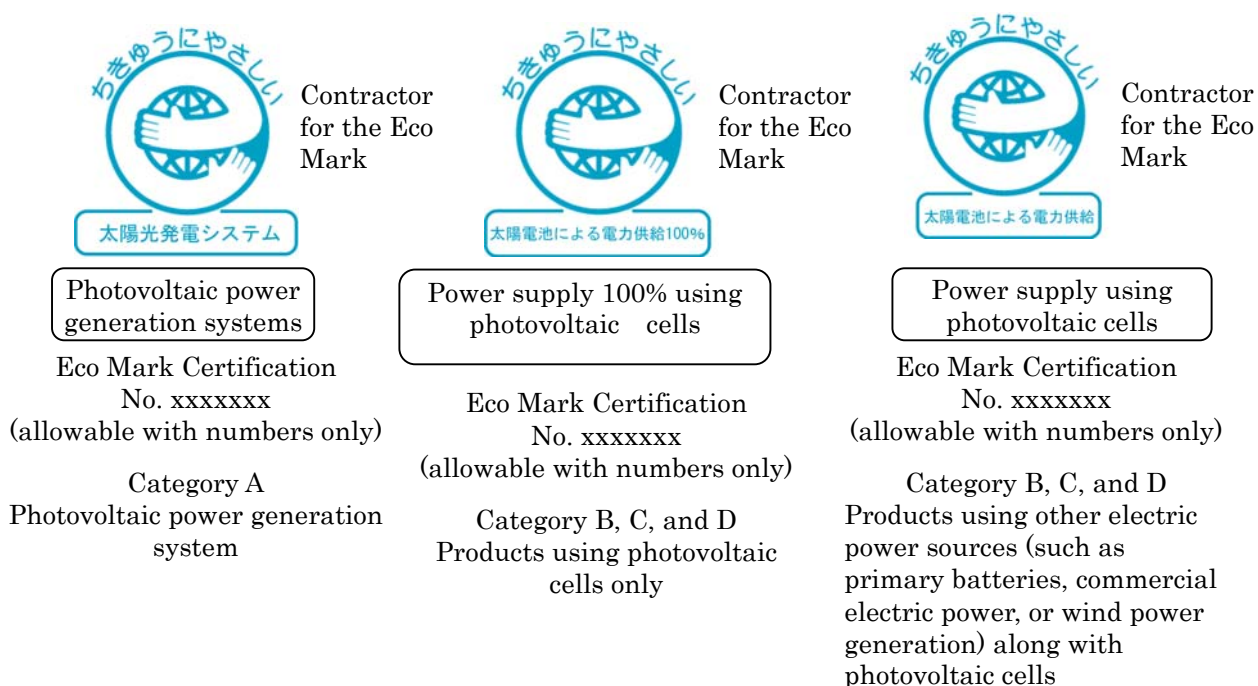 ちきゅうにやさしい
Contractor
for the Eco
Mark
太陽光発電システム
Photovoltaic power
generation systems
Eco Mark Certification
No. xxxxxxx
(allowable with numbers only)
Category A
Photovoltaic power generation
system
ちきゅうにやさしい
Contractor
for the Eco
Mark
太陽電池による電力供給100%
Power supply 100% using
photovoltaic cells
Eco Mark Certification
No. xxxxxxx
(allowable with numbers only)
Category B, C, and D
Products using photovoltaic
cells only
ちきゅうにやさしい
Contractor
for the Eco
Mark
太陽電池による電力供給
Power supply using
photovoltaic cells
Eco Mark Certification
No. xxxxxxx
(allowable with numbers only)
Category B, C, and D
Products using other electric
power sources (such as
primary batteries, commercial
electric power, or wind power
generation) along with
photovoltaic cells